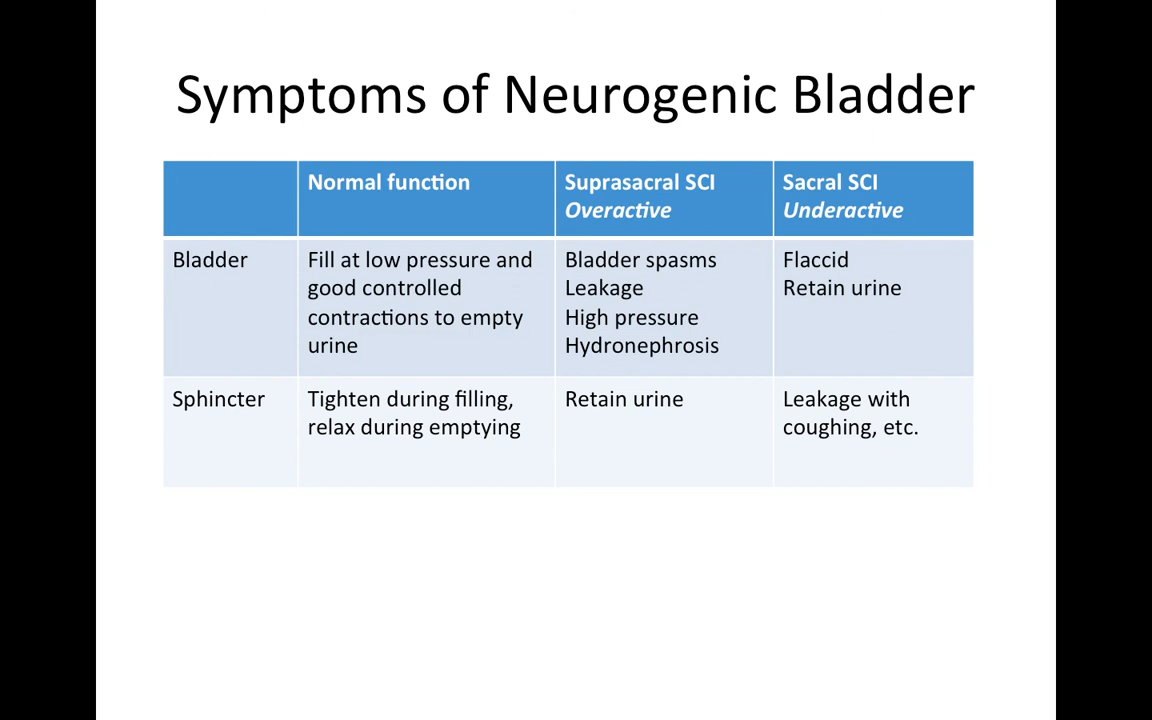 Symptoms of Neurogenic Bladder
Normal function
Suprasacral SCI
Overactive
Sacral SCI
Underactive
Bladder
Fill at low pressure and
good controlled
contractions to empty
urine
Bladder spasms
Leakage
High pressure
Hydronephrosis
Flaccid
Retain urine
Sphincter
Tighten during filling,
relax during emptying
Retain urine
Leakage with
coughing, etc.